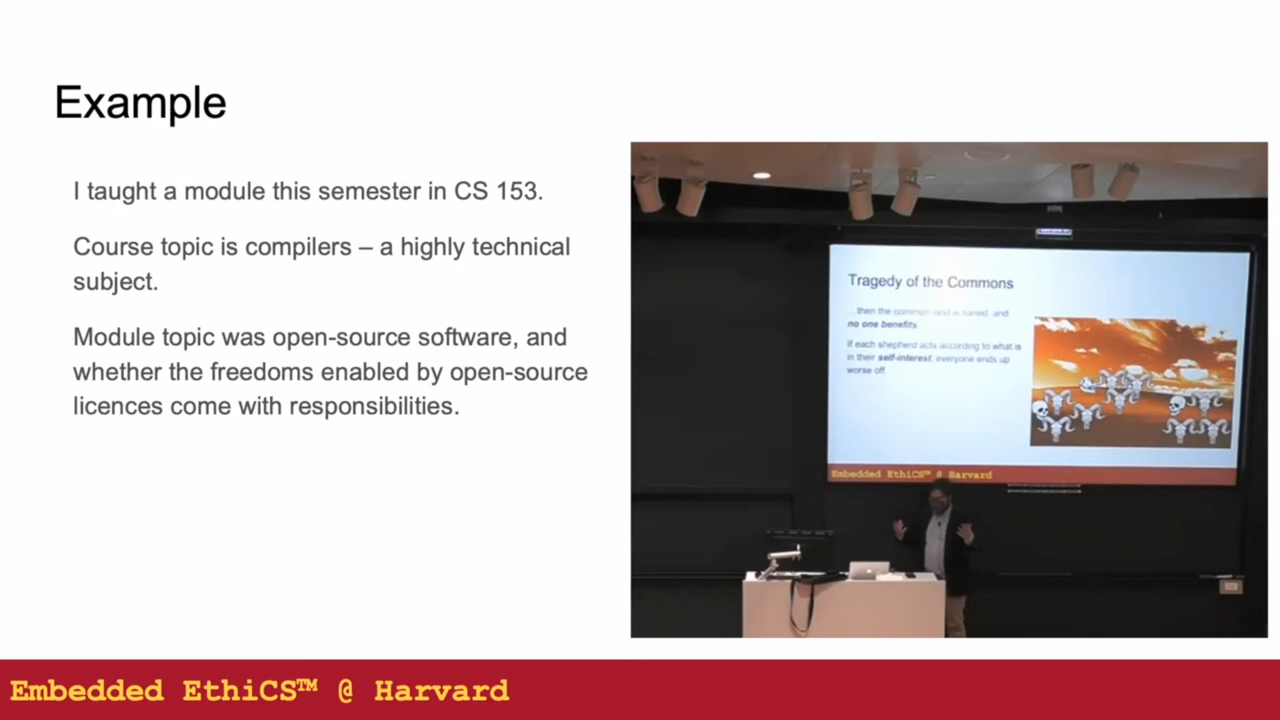 Example
I taught a module this semester in CS 153.
Course topic is compilers – a highly technical
subject.
Module topic was open-source software, and
whether the freedoms enabled by open-source
licences come with responsibilities.
Tragedy of the Commons
...then the common land is ruined, and
no one benefits.
If each shepherd acts according to what is
in their self-interest, everyone ends up
worse off.
Embedded EthiCS™ @ Harvard
Embedded EthiCS™ @ Harvard